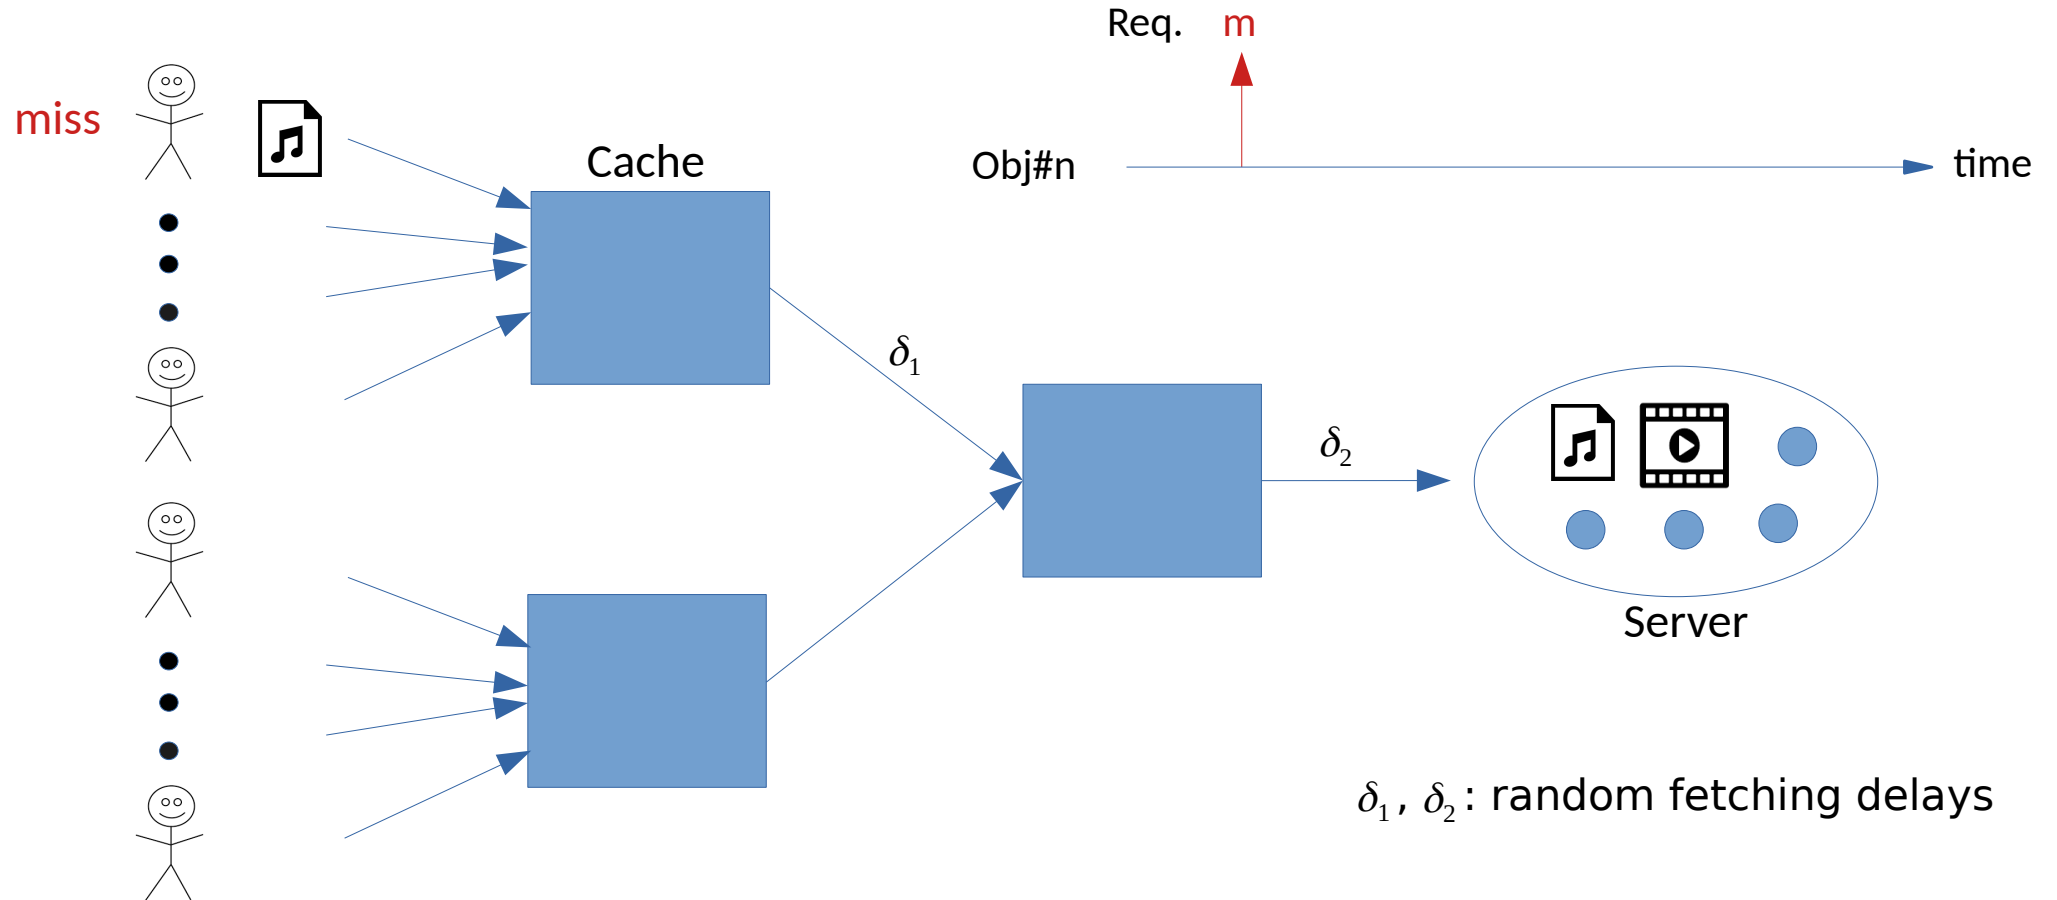 Req. m
miss
Cache
Obj#n
time
δ1
δ2
Server
δ1, δ2: random fetching delays